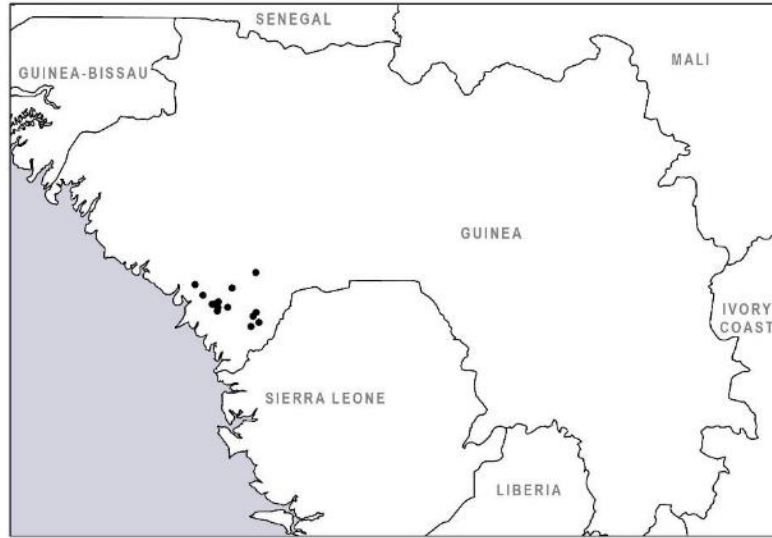 SENEGAL
GUINEA-BISSAU
MALI
GUINEA
IVORY
COAST
SIERRA LEONE
LIBERIA